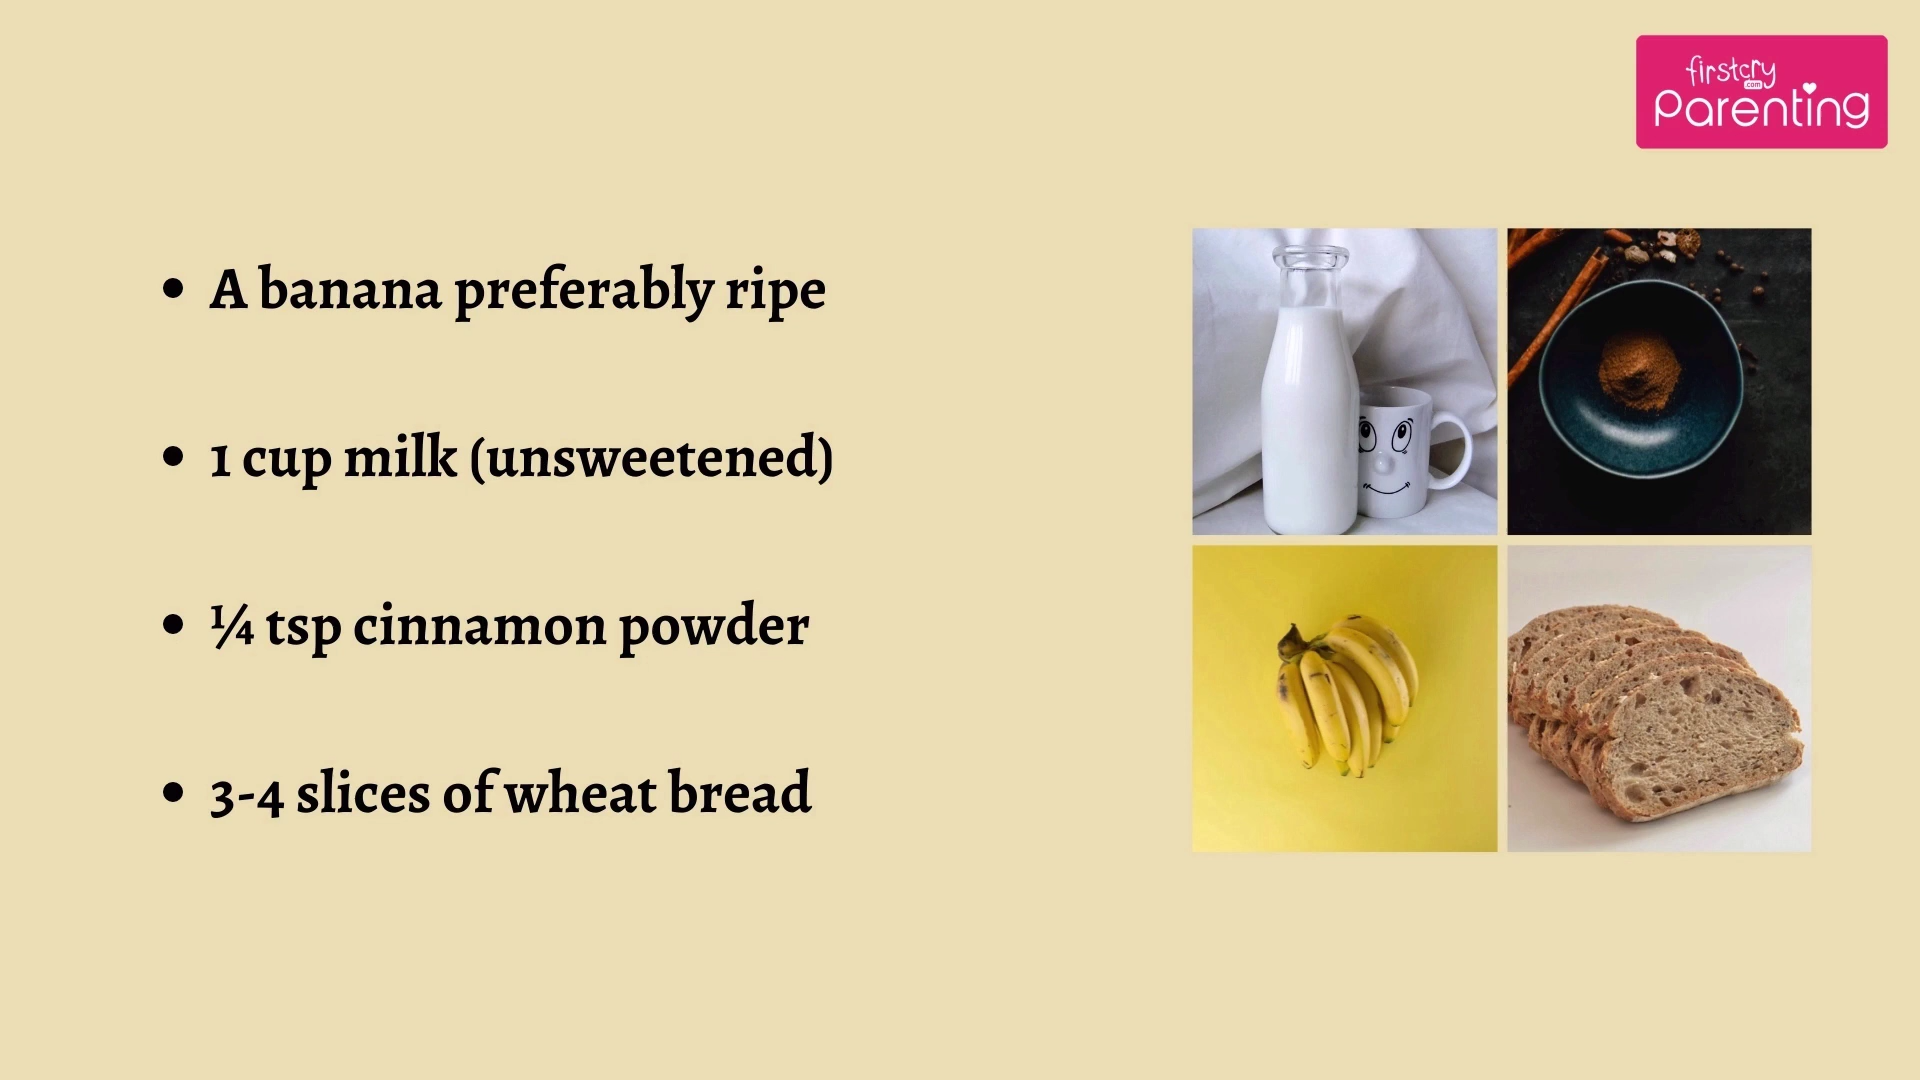 firstcry
.com
Parenting
• A banana preferably ripe
• 1 cup milk (unsweetened)
• ¼ tsp cinnamon powder
• 3-4 slices of wheat bread